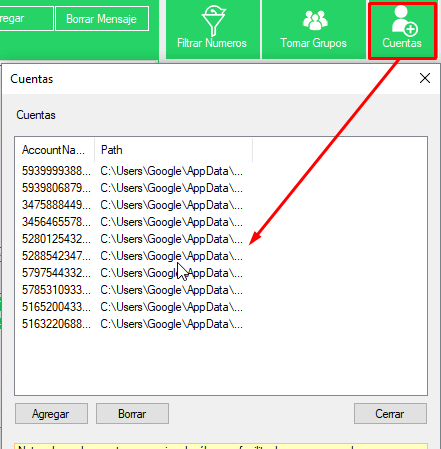 regar
Borrar Mensaje
Filtrar Numeros
Tomar Grupos
Cuentas
Cuentas
Cuentas
AccountNa... Path
5939999388... C:\Users\Google\AppData\...
5939806879... C:\Users\Google\AppData\...
3475888449... C:\Users\Google\AppData\...
3456465578... C:\Users\Google\AppData\...
5280125432... C:\Users\Google\AppData\...
5288542347... C:\Users\Google\AppData\...
5797544332... C:\Users\Google\AppData\...
5785310933... C:\Users\Google\AppData\...
5165200433... C:\Users\Google\AppData\...
5163220688... C:\Users\Google\AppData\...
Agregar
Borrar
Cerrar